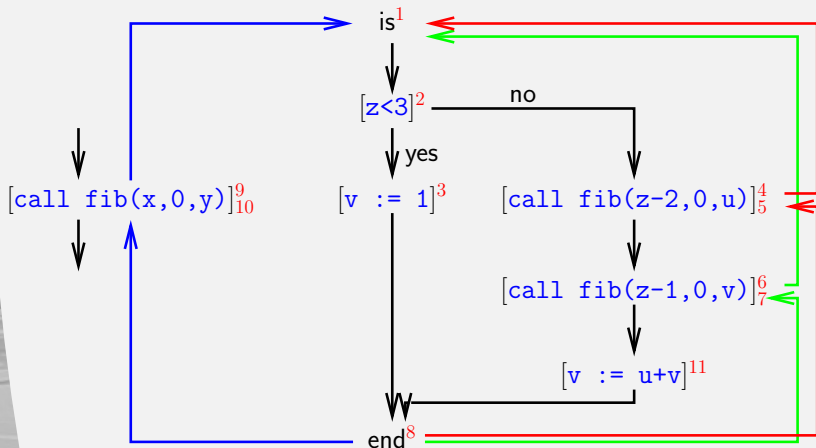 is1
[z<3]2
no
yes
[call fib(x,0,y)]9 10
[v := 1]3
[call fib(z-2,0,u)]4 5
[call fib(z-1,0,v)]6 7
[v := u+v]11
end8